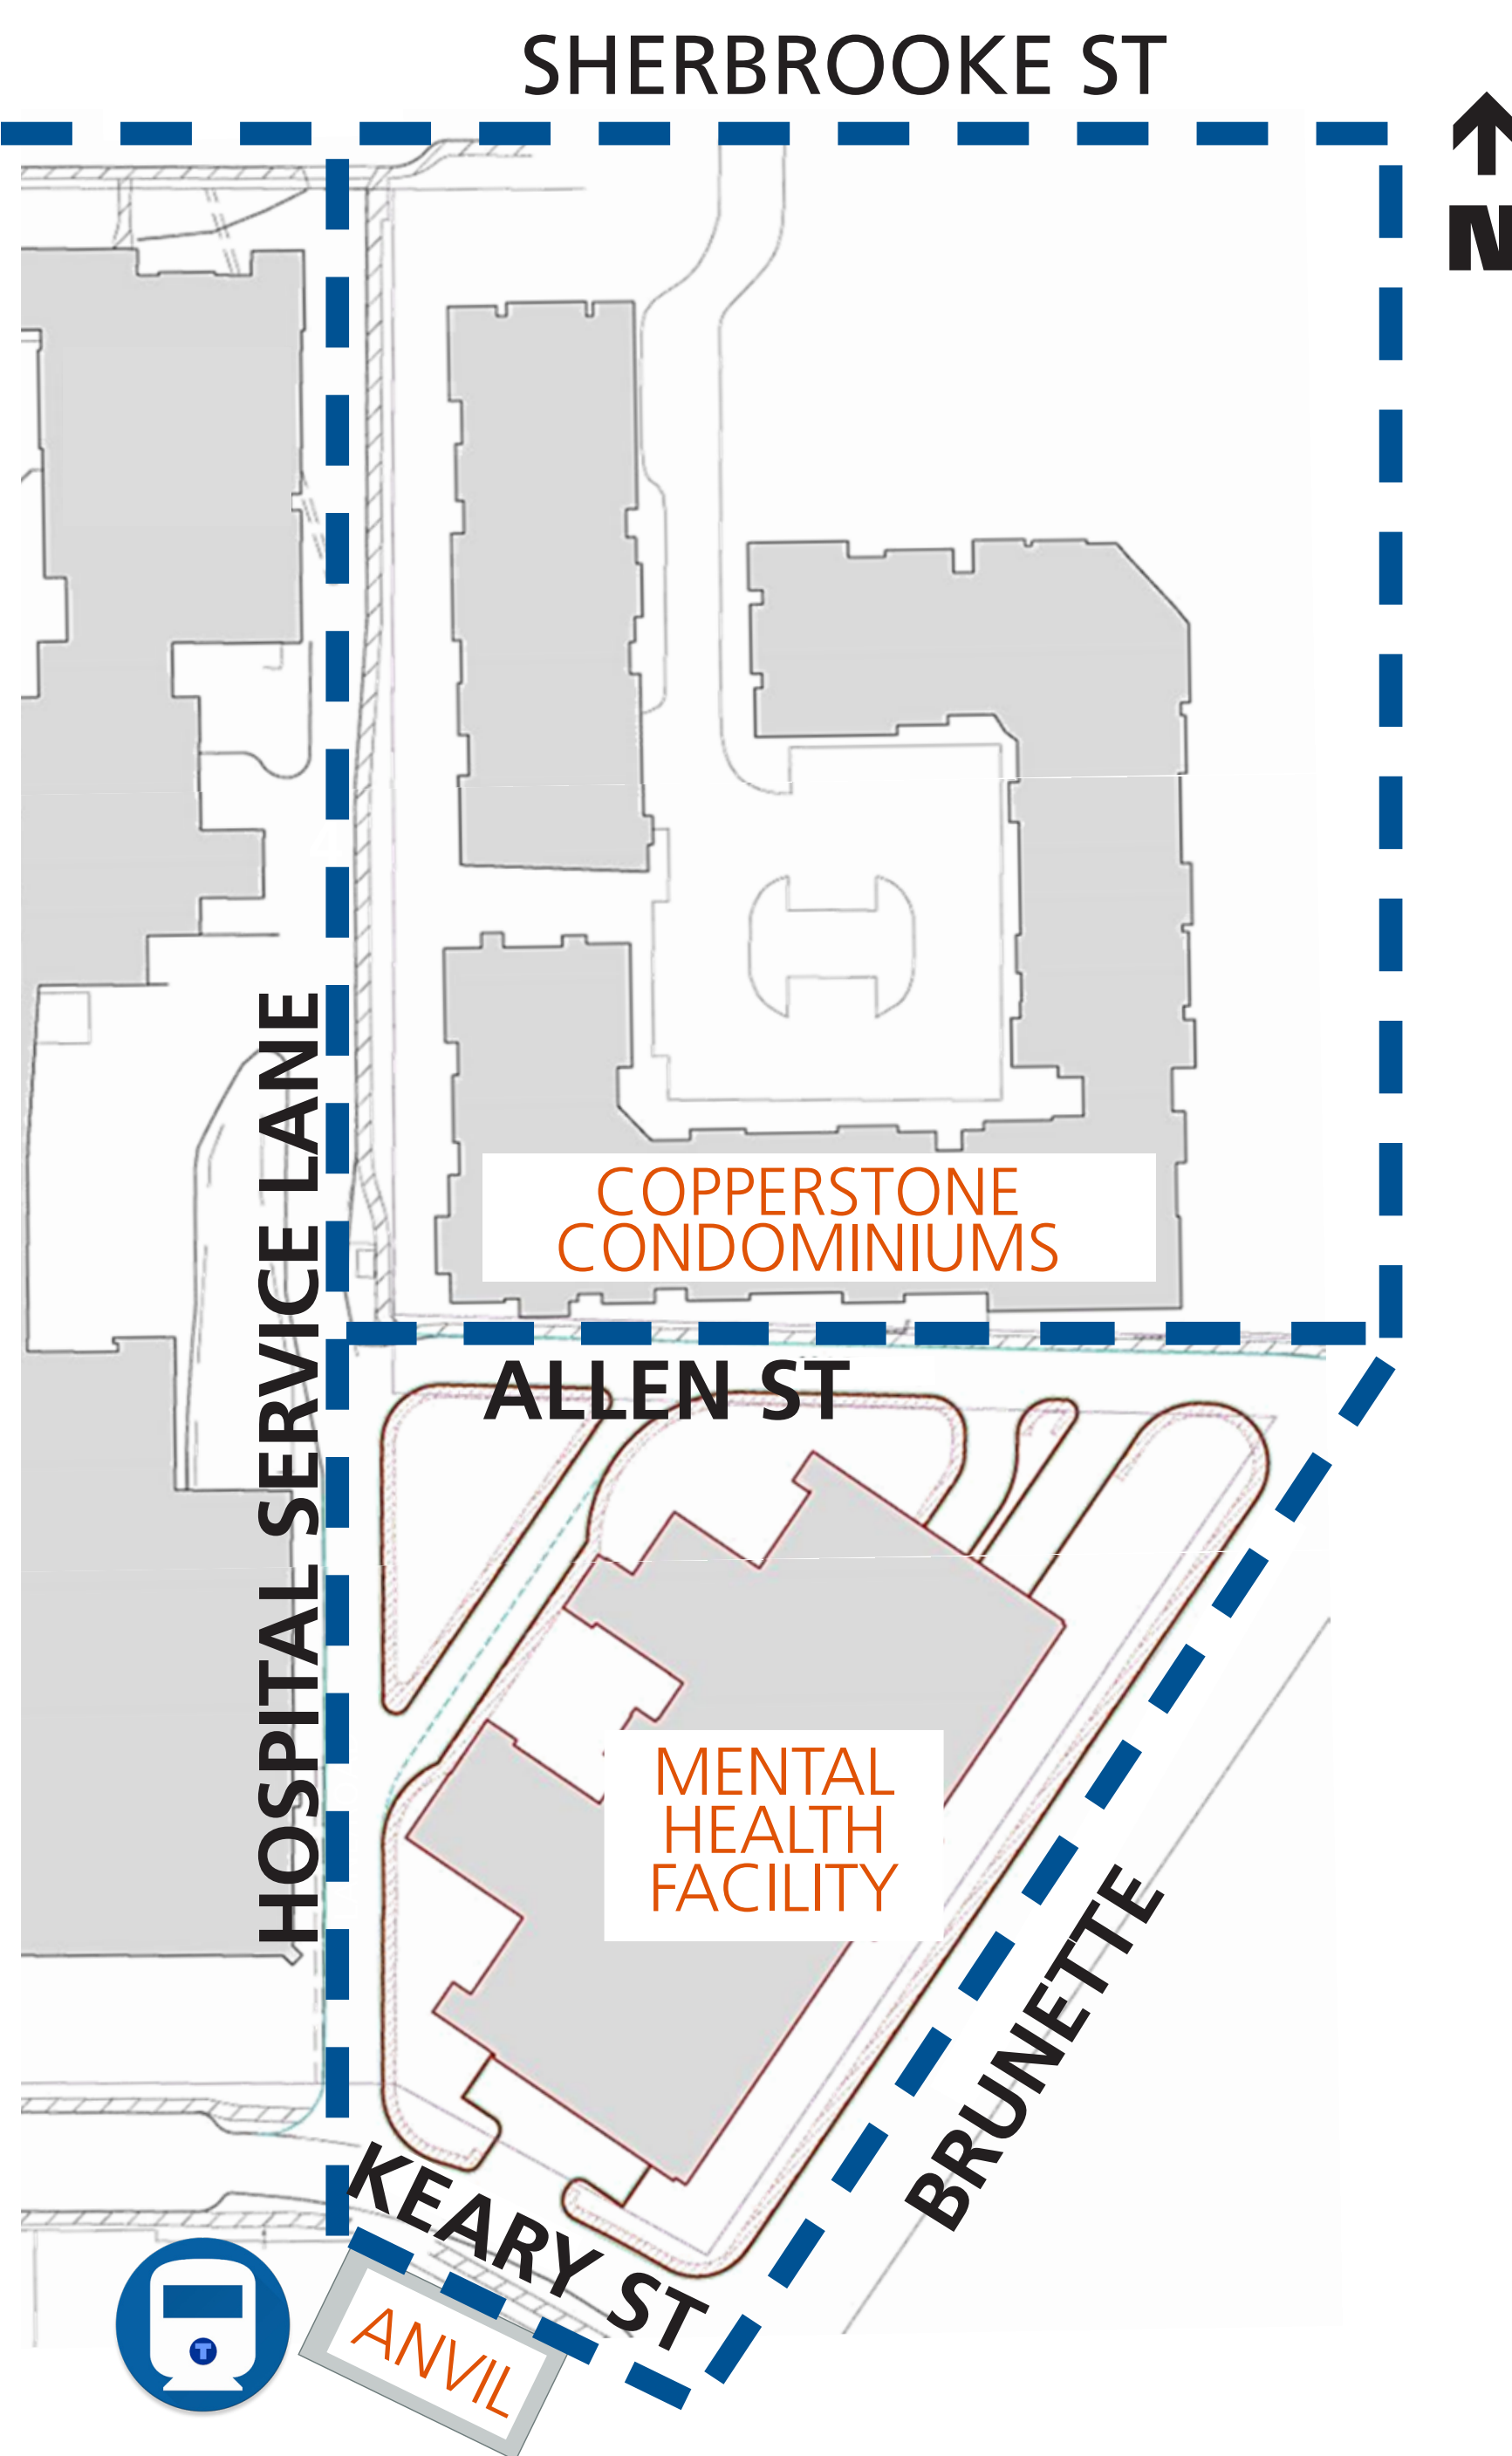 SHERBROOKE ST
N
COPPERSTONE
CONDOMINIUMS
ALLEN ST
HOSPITAL SERVICE LANE
MENTAL
HEALTH
FACILITY
BRUNETTE
KEARY ST
T
ANVIL